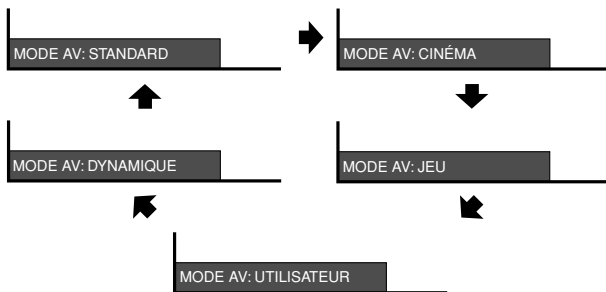 MODE AV: STANDARD
MODE AV: CINÉMA
MODE AV: DYNAMIQUE
MODE AV: JEU
MODE AV: UTILISATEUR